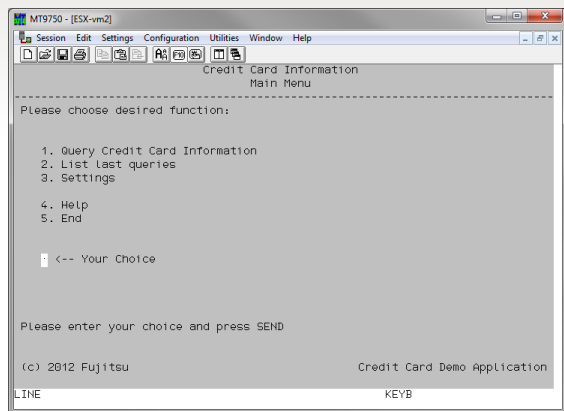 MT9750 - [ESX-vm2]
Session Edit Settings Configuration Utilities Window Help
Credit Card Information
Main Menu
Please choose desired function:
1. Query Credit Card Information
2. List last queries
3. Settings
4. Help
5. End
<-- Your Choice
Please enter your choice and press SEND
(c) 2012 Fujitsu Credit Card Demo Application
LINE KEYB